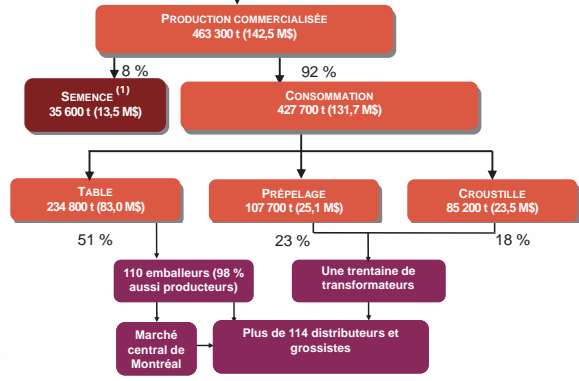 PRODUCTION COMMERCIALISÉE
463 300 t (142,5 M$)
8 %
92 %
SEMENCE (1)
35 600 t (13,5 M$)
CONSOMMATION
427 700 t (131,7 M$)
TABLE
234 800 t (83,0 M$)
PRÉPELAGE
107 700 t (25,1 M$)
CROUSTILLE
85 200 t (23,5 M$)
51 %
23 %
18 %
110 emballeurs (98 %
aussi producteurs)
Une trentaine de
transformateurs
Marché
central de
Montréal
Plus de 114 distributeurs et
grossistes